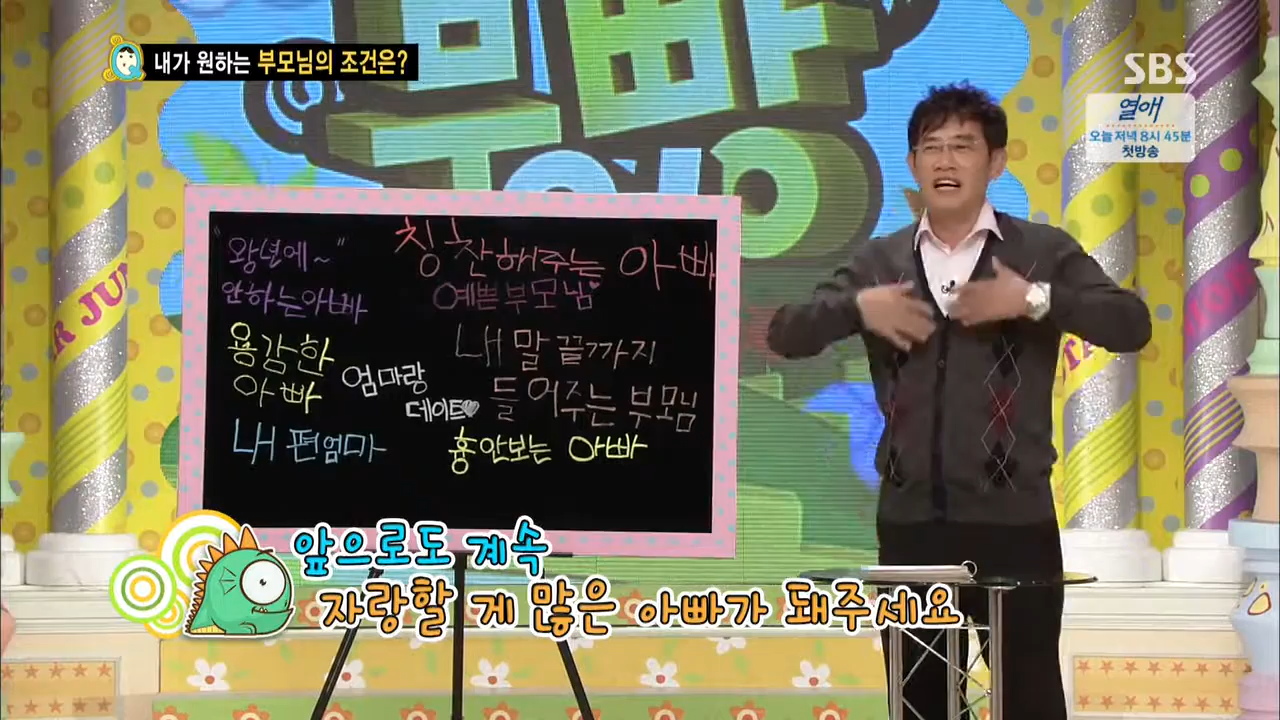 내가 원하는 부모님의 조건은?
SBS
열애
오늘 저녁 8시 45분
첫방송
"왕년에~"
안하는아빠
칭찬해주는 아빠
예쁜부모님♥
용감한
아빠
엄마랑
데이트♥
내 말 끝까지
들어주는 부모님
내 편엄마
흉안보는 아빠
앞으로도 계속
자랑할 게 많은 아빠가 돼주세요